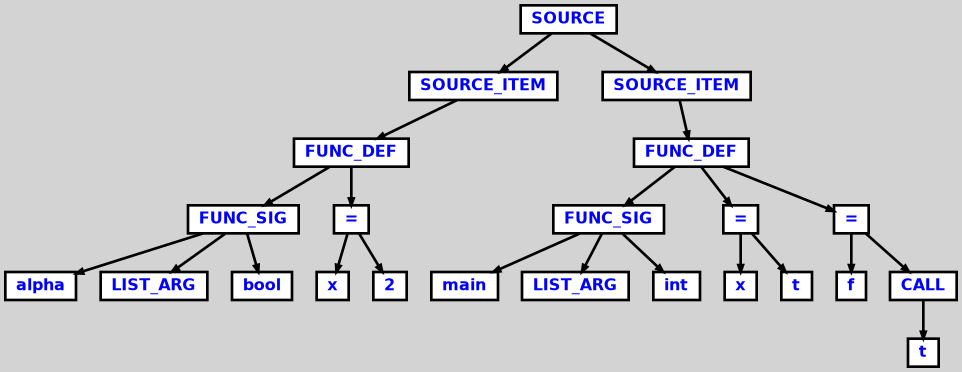 SOURCE
SOURCE_ITEM SOURCE_ITEM
FUNC_DEF FUNC_DEF
FUNC_SIG = FUNC_SIG = =
alpha LIST_ARG bool x 2 main LIST_ARG int x t f CALL
t